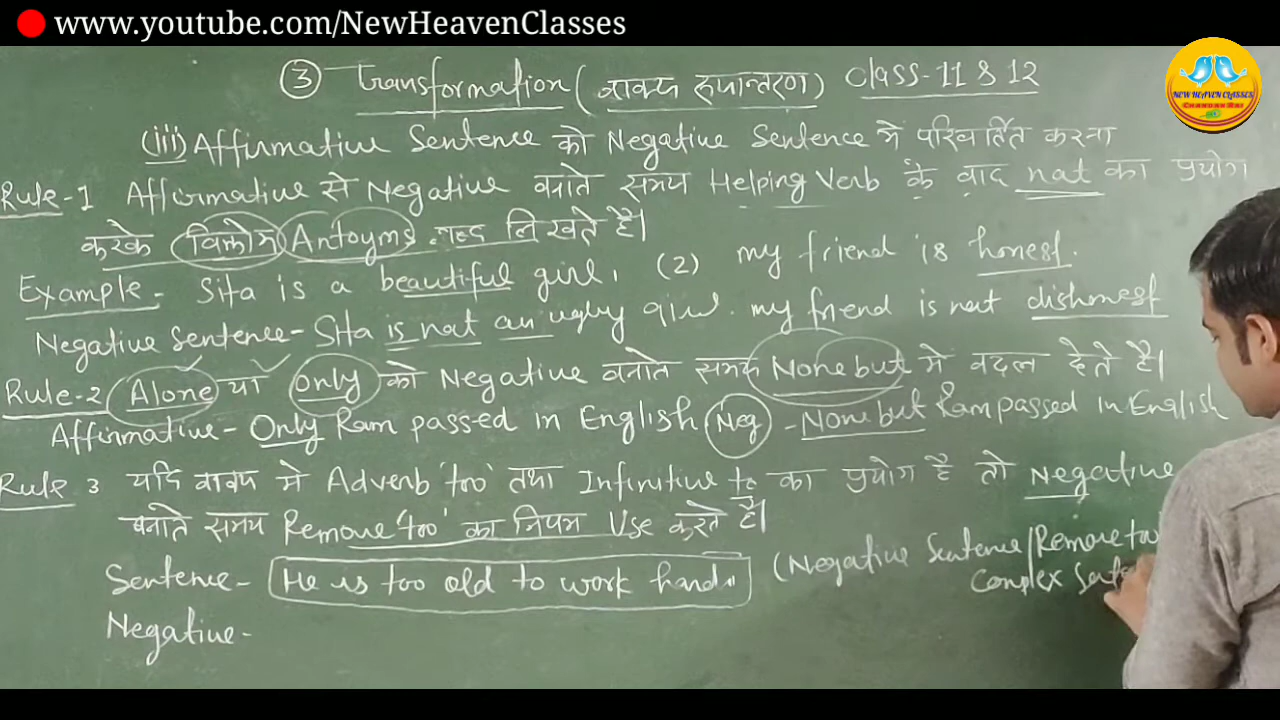 www.youtube.com/NewHeavenClasses
NEW HEAVEN CLASSES
③ Transformation (वाक्य रुपान्तरण) Class-11 & 12
(iii) Affirmative Sentence को Negative Sentence मे परिवर्तित करना
Rule-1 Affirmative से Negative बनाते समय Helping Verb के बाद not का प्रयोग
करके (विलोम) (Antoyms) शब्द लिखते है।
Example- Sita is a beautiful girl. (2) my friend is honest.
Negative Sentence- Sita is not an ugly girl. my friend is not dishonest
Rule-2 Alone या only को Negative बनाते समय None but मे बदल देते है।
Affirmative- Only Ram passed in English (Neg) - None but Ram passed in English
Rule 3 यदि वाक्य मे Adverb 'too' तथा Infinitive to का प्रयोग है तो Negative
बनाते समय Remove 'too' का नियम Use करते है।
Sentence- He is too old to work hard. (Negative Sentence/Remove too
Complex
Negative-